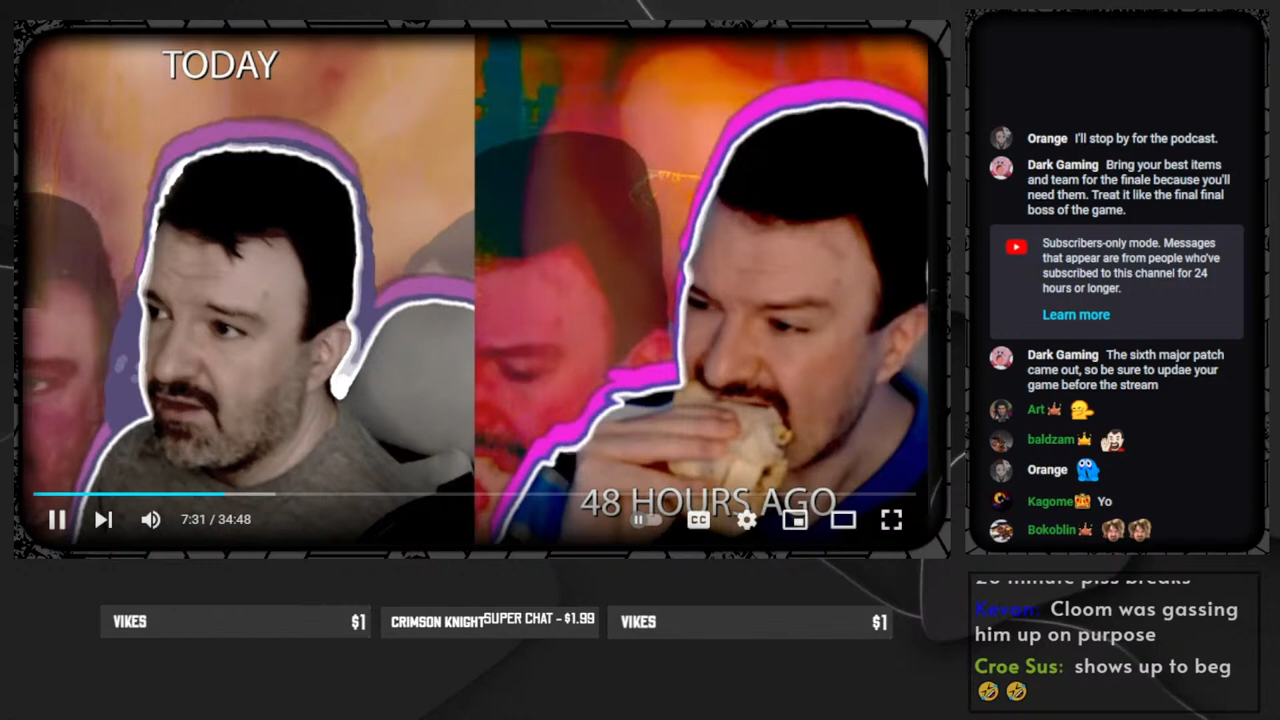 TODAY
48 HOURS AGO
7:31 / 34:48
CC
Orange I'll stop by for the podcast.
Dark Gaming Bring your best items
and team for the finale because you'll
need them. Treat it like the final final
boss of the game.
Subscribers-only mode. Messages
that appear are from people who've
subscribed to this channel for 24
hours or longer.
Learn more
Dark Gaming The sixth major patch
came out, so be sure to updae your
game before the stream
Art
baldzam
Orange
Kagome Yo
Bokoblin
minute piss breaks
Kevon: Cloom was gassing
him up on purpose
Croe Sus: shows up to beg
🤣 🤣
VIKES $1
CRIMSON KNIGHT SUPER CHAT - $1.99
VIKES $1